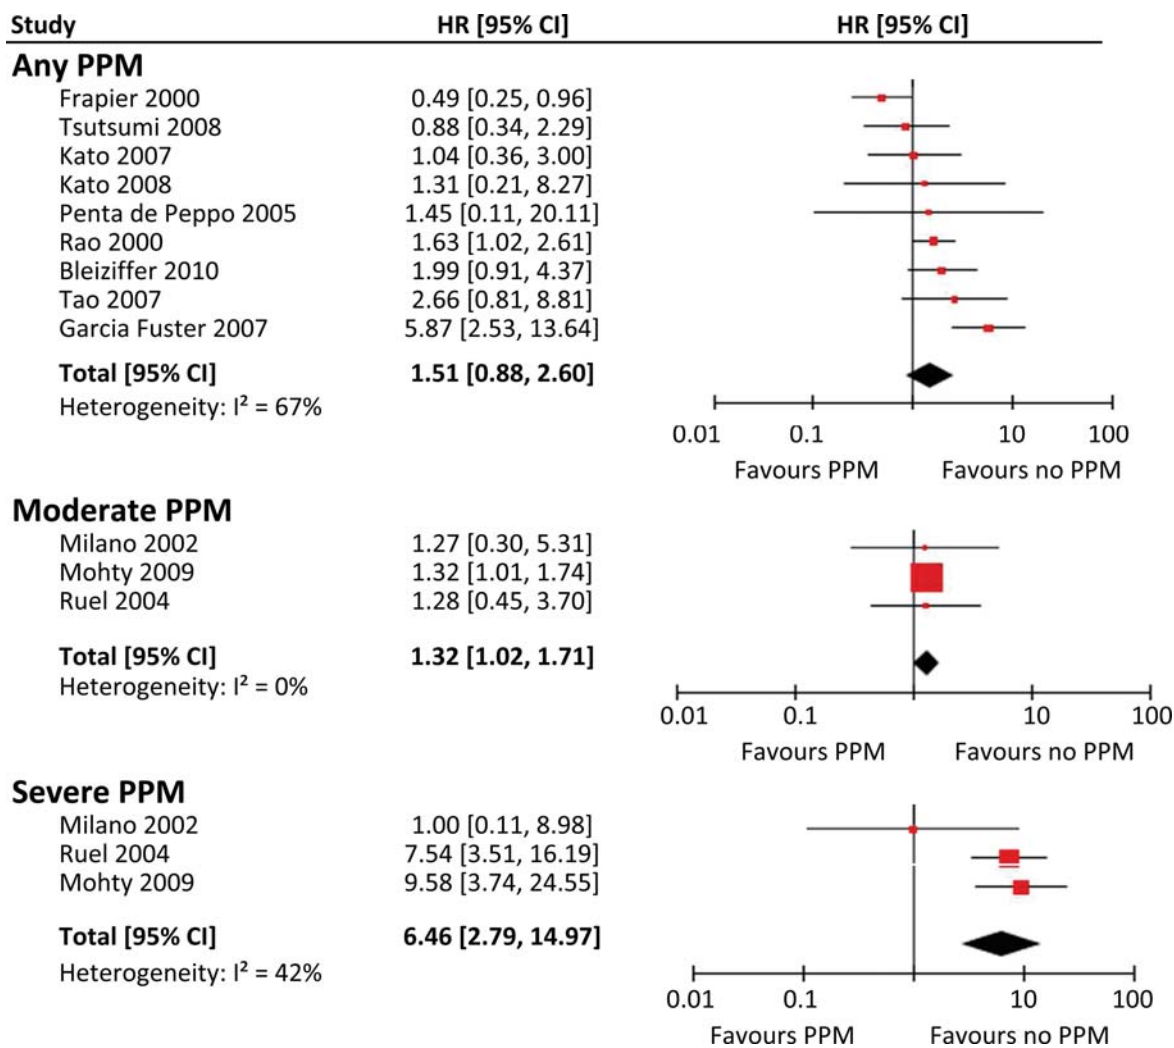 Study HR [95% CI] HR [95% CI]
Any PPM
Frapier 2000 0.49 [0.25, 0.96]
Tsutsumi 2008 0.88 [0.34, 2.29]
Kato 2007 1.04 [0.36, 3.00]
Kato 2008 1.31 [0.21, 8.27]
Penta de Peppo 2005 1.45 [0.11, 20.11]
Rao 2000 1.63 [1.02, 2.61]
Bleiziffer 2010 1.99 [0.91, 4.37]
Tao 2007 2.66 [0.81, 8.81]
Garcia Fuster 2007 5.87 [2.53, 13.64]
Total [95% CI] 1.51 [0.88, 2.60]
Heterogeneity: I² = 67%
0.01 0.1 10 100
Favours PPM Favours no PPM
Moderate PPM
Milano 2002 1.27 [0.30, 5.31]
Mohty 2009 1.32 [1.01, 1.74]
Ruel 2004 1.28 [0.45, 3.70]
Total [95% CI] 1.32 [1.02, 1.71]
Heterogeneity: I² = 0%
0.01 0.1 10 100
Favours PPM Favours no PPM
Severe PPM
Milano 2002 1.00 [0.11, 8.98]
Ruel 2004 7.54 [3.51, 16.19]
Mohty 2009 9.58 [3.74, 24.55]
Total [95% CI] 6.46 [2.79, 14.97]
Heterogeneity: I² = 42%
0.01 0.1 10 100
Favours PPM Favours no PPM